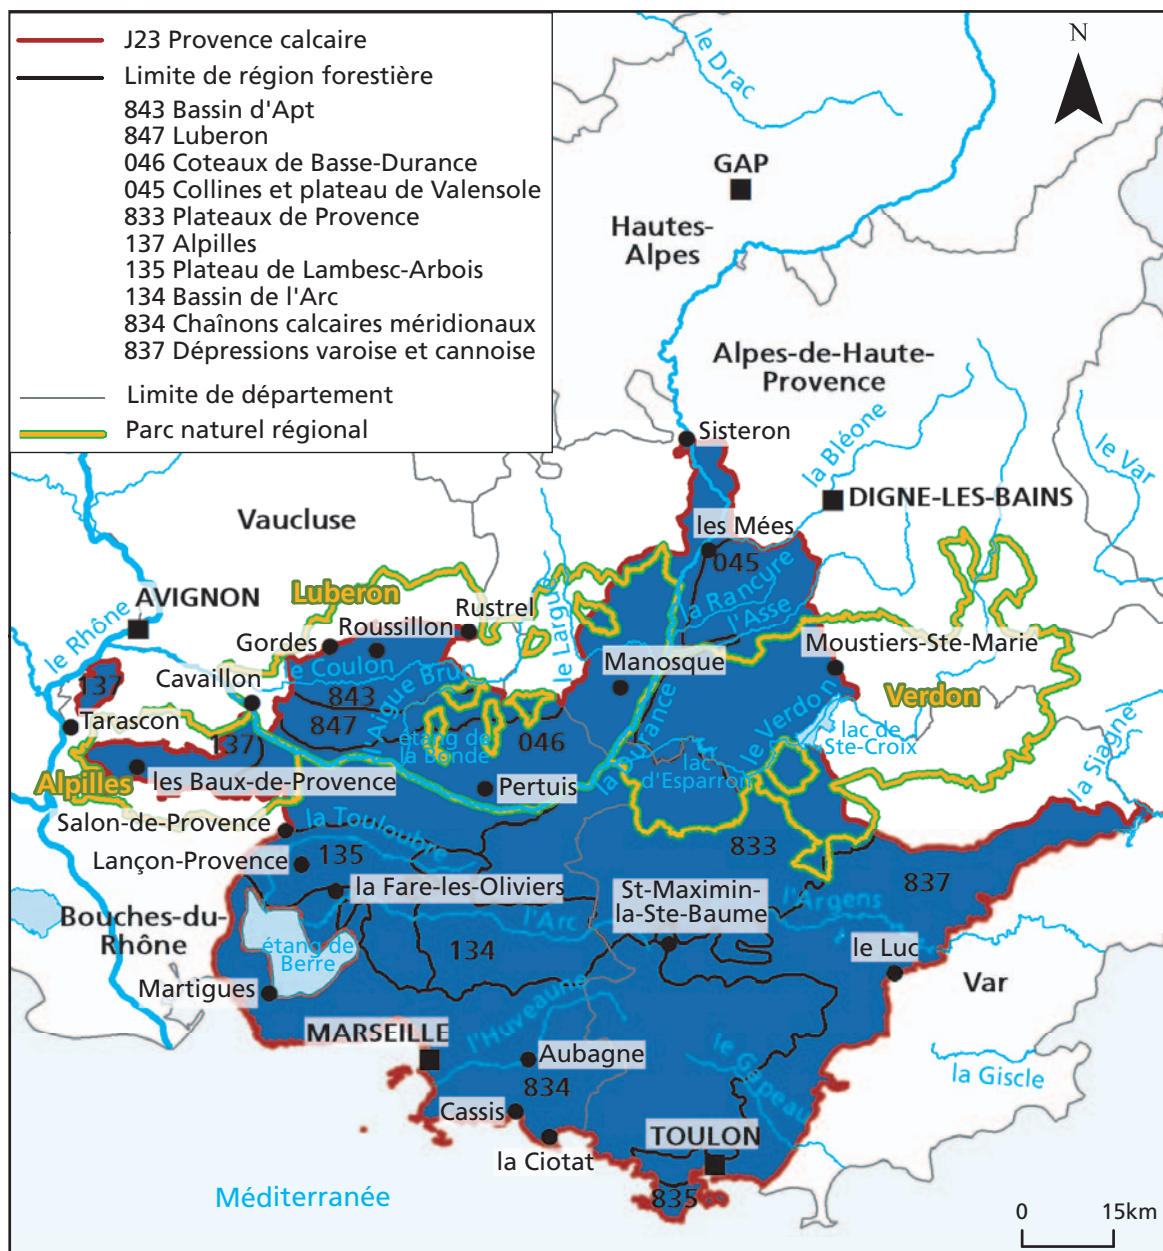 J23 Provence calcaire
Limite de région forestière
843 Bassin d'Apt
847 Luberon
046 Coteaux de Basse-Durance
045 Collines et plateau de Valensole
833 Plateaux de Provence
137 Alpilles
135 Plateau de Lambesc-Arbois
134 Bassin de l'Arc
834 Chaînons calcaires méridionaux
837 Dépressions varoise et cannoise
Limite de département
Parc naturel régional
N
le Drac
GAP
Hautes-
Alpes
Alpes-de-Haute-
Provence
Sisteron
la Bléone
le Var
DIGNE-LES-BAINS
Vaucluse
les Mées
045
AVIGNON
Luberon
le Rhône
Rustrel
Roussillon
Gordes
le Largue
la Rancure
l'Asse
Moustiers-Ste-Marie
le Coulon
Cavaillon
137
843
l'Aigue Brun
Manosque
Verdon
Tarascon
847
046
la Durance
le Verdon
lac de
Ste-Croix
137
étang de
la Bonde
lac
d'Esparron
la Siagne
Alpilles
les Baux-de-Provence
Pertuis
Salon-de-Provence
la Touloubre
833
Lançon-Provence
135
837
la Fare-les-Oliviers
St-Maximin-
la-Ste-Baume
l'Argens
Bouches-du-
Rhône
étang de
Berre
l'Arc
134
le Luc
Var
Martigues
l'Huveaune
MARSEILLE
Aubagne
le Gapeau
la Giscle
834
Cassis
TOULON
la Ciotat
835
Méditerranée
0 15km